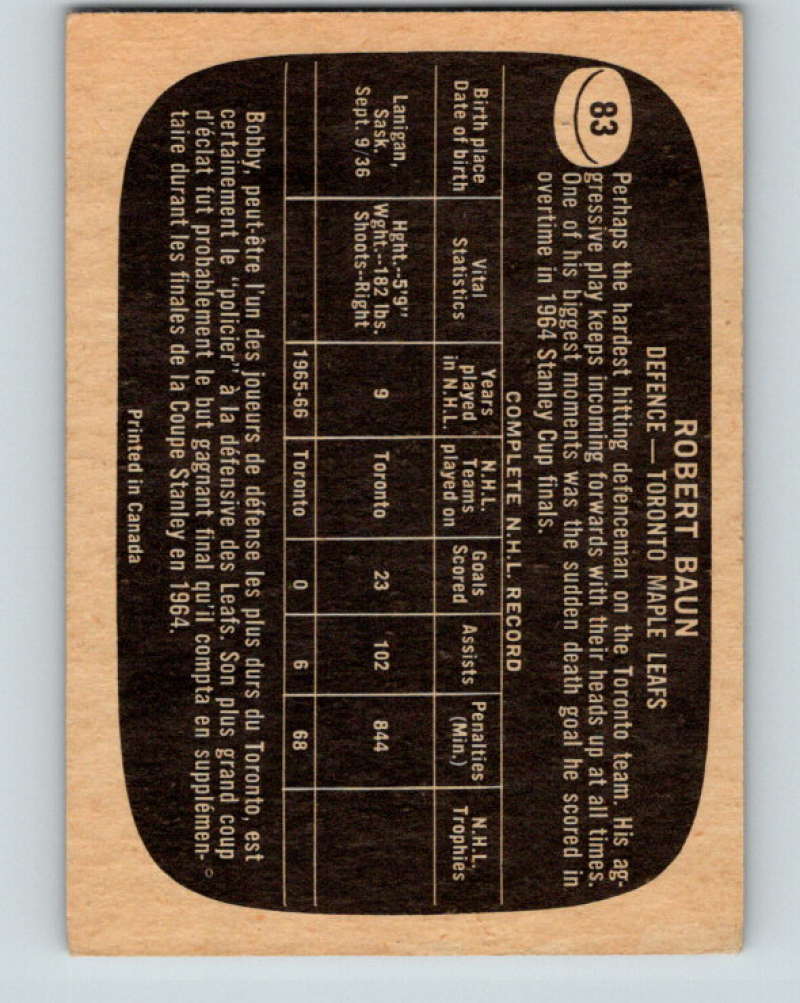 83
ROBERT BAUN
DEFENCE — TORONTO MAPLE LEAFS
Perhaps the hardest hitting defenceman on the Toronto team. His ag-
gressive play keeps incoming forwards with their heads up at all times.
One of his biggest moments was the sudden death goal he scored in
overtime in 1964 Stanley Cup finals.
COMPLETE N.H.L. RECORD
Birth place Vital Years N.H.L. Goals Assists Penalties N.H.L.
Date of birth Statistics played Teams Scored (Min.) Trophies
in N.H.L. played on
Lanigan, Hght.--5'9" 9 Toronto 23 102 844
Sask. Wght.--182 lbs.
Sept. 9/36 Shoots--Right
1965-66 Toronto 0 6 68
Bobby, peut-être l'un des joueurs de défense les plus durs du Toronto, est
certainement le "policier" à la défensive des Leafs. Son plus grand coup
d'éclat fut probablement le but gagnant final qu'il compta en supplémen-
taire durant les finales de la Coupe Stanley en 1964.
Printed in Canada